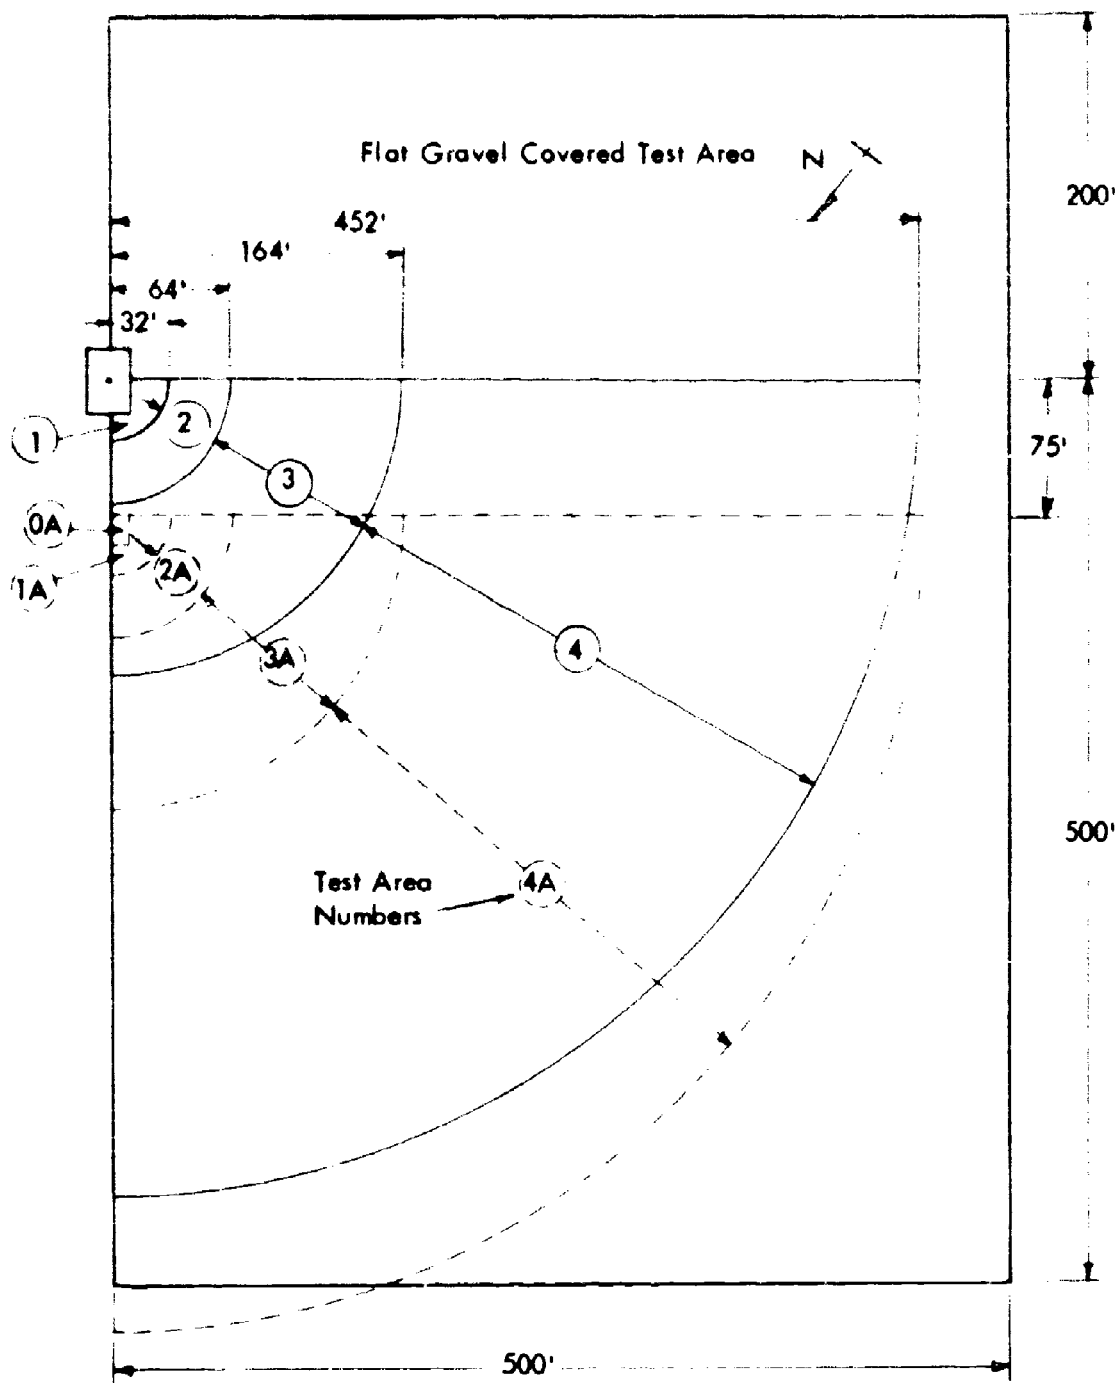 Flat Gravel Covered Test Area
N
200'
452'
164'
64'
32'
2
1
75'
3
0A
2A
1A
4
3A
500'
Test Area
Numbers
4A
500'